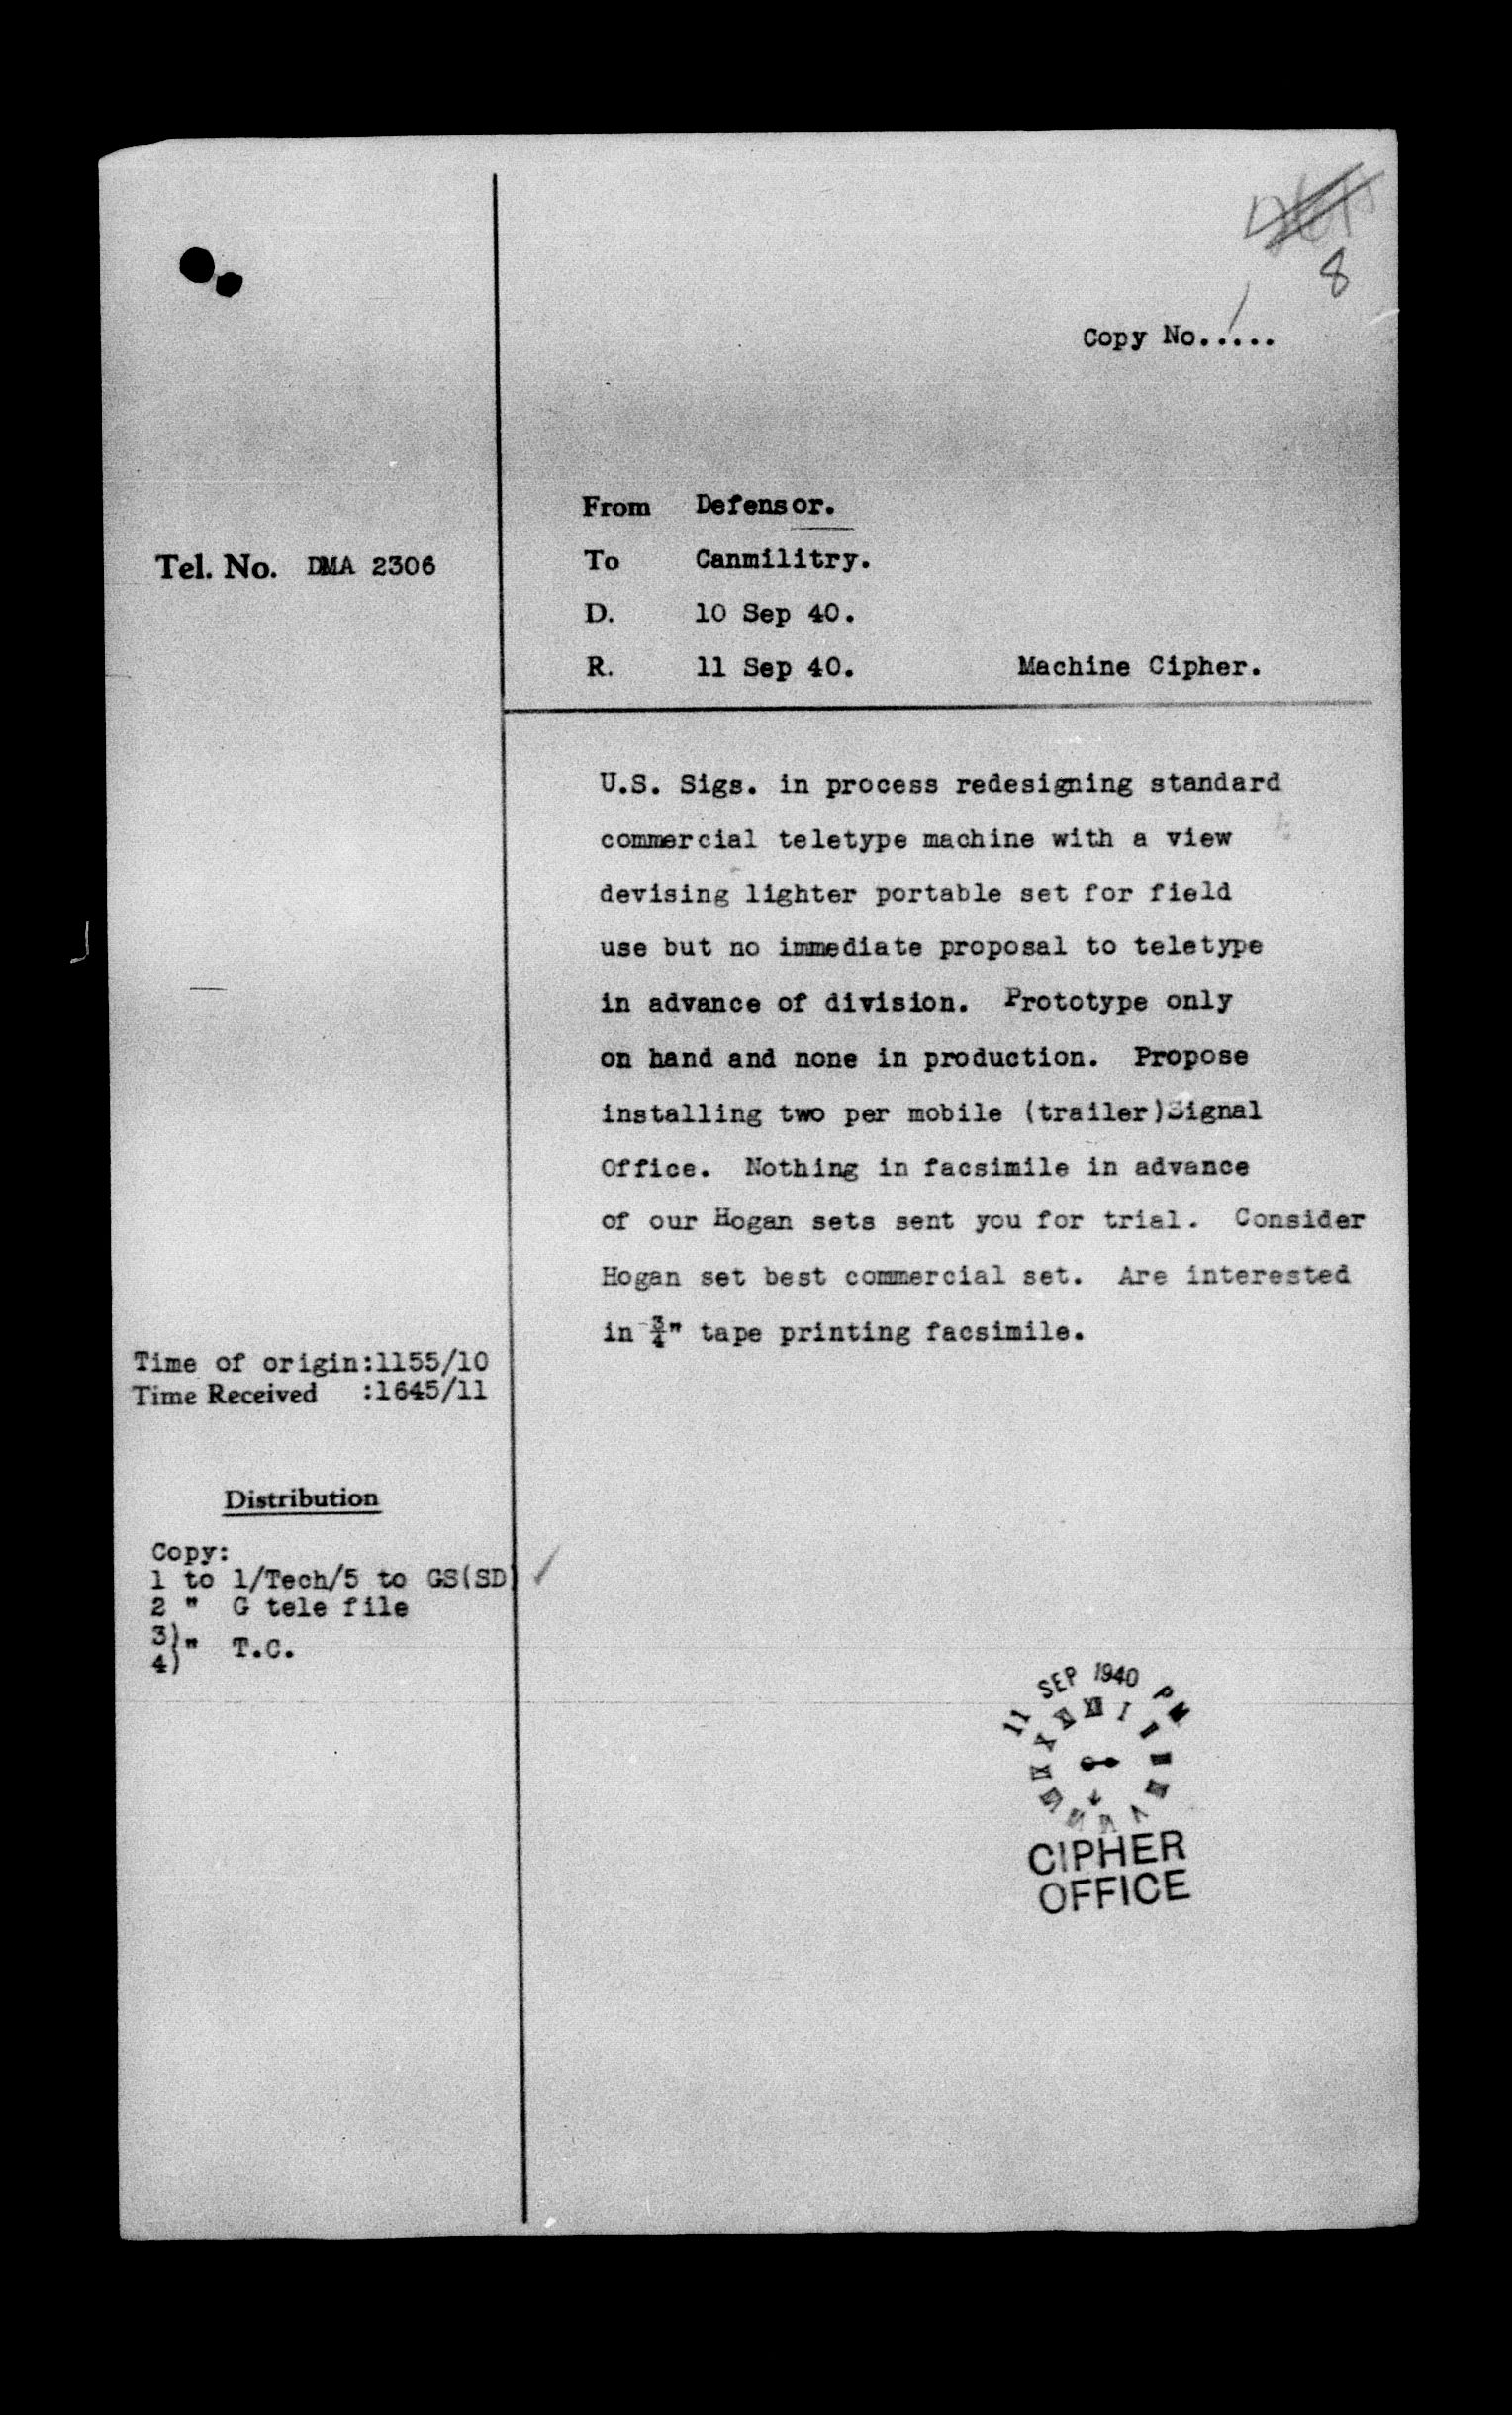 8
Copy No...../
From Defensor.
Tel. No. DMA 2306
To Canmilitry.
D. 10 Sep 40.
R. 11 Sep 40. Machine Cipher.
U.S. Sigs. in process redesigning standard
commercial teletype machine with a view
devising lighter portable set for field
use but no immediate proposal to teletype
in advance of division. Prototype only
on hand and none in production. Propose
installing two per mobile (trailer)Signal
Office. Nothing in facsimile in advance
of our Hogan sets sent you for trial. Consider
Hogan set best commercial set. Are interested
in ¾" tape printing facsimile.
Time of origin:1155/10
Time Received :1645/11
Distribution
Copy:
1 to 1/Tech/5 to GS(SD) ✓
2 " G tele file
3)
4) " T.C.
11 SEP 1940 PM
CIPHER
OFFICE